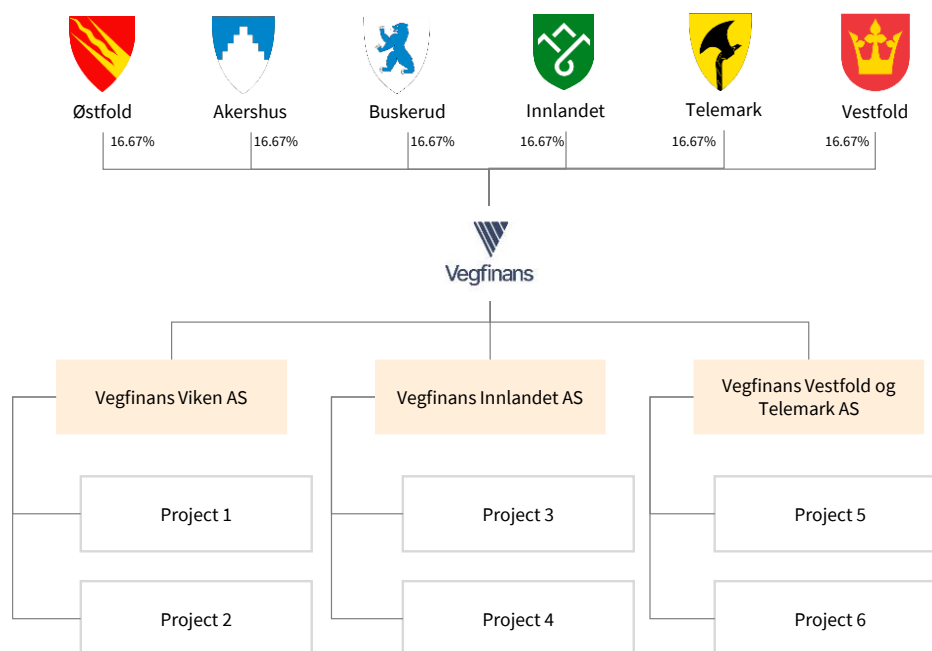 Østfold
Akershus
Buskerud
Innlandet
Telemark
Vestfold
16.67%
16.67%
16.67%
16.67%
16.67%
16.67%
Vegfinans
Vegfinans Viken AS
Vegfinans Innlandet AS
Vegfinans Vestfold og
Telemark AS
Project 1
Project 3
Project 5
Project 2
Project 4
Project 6